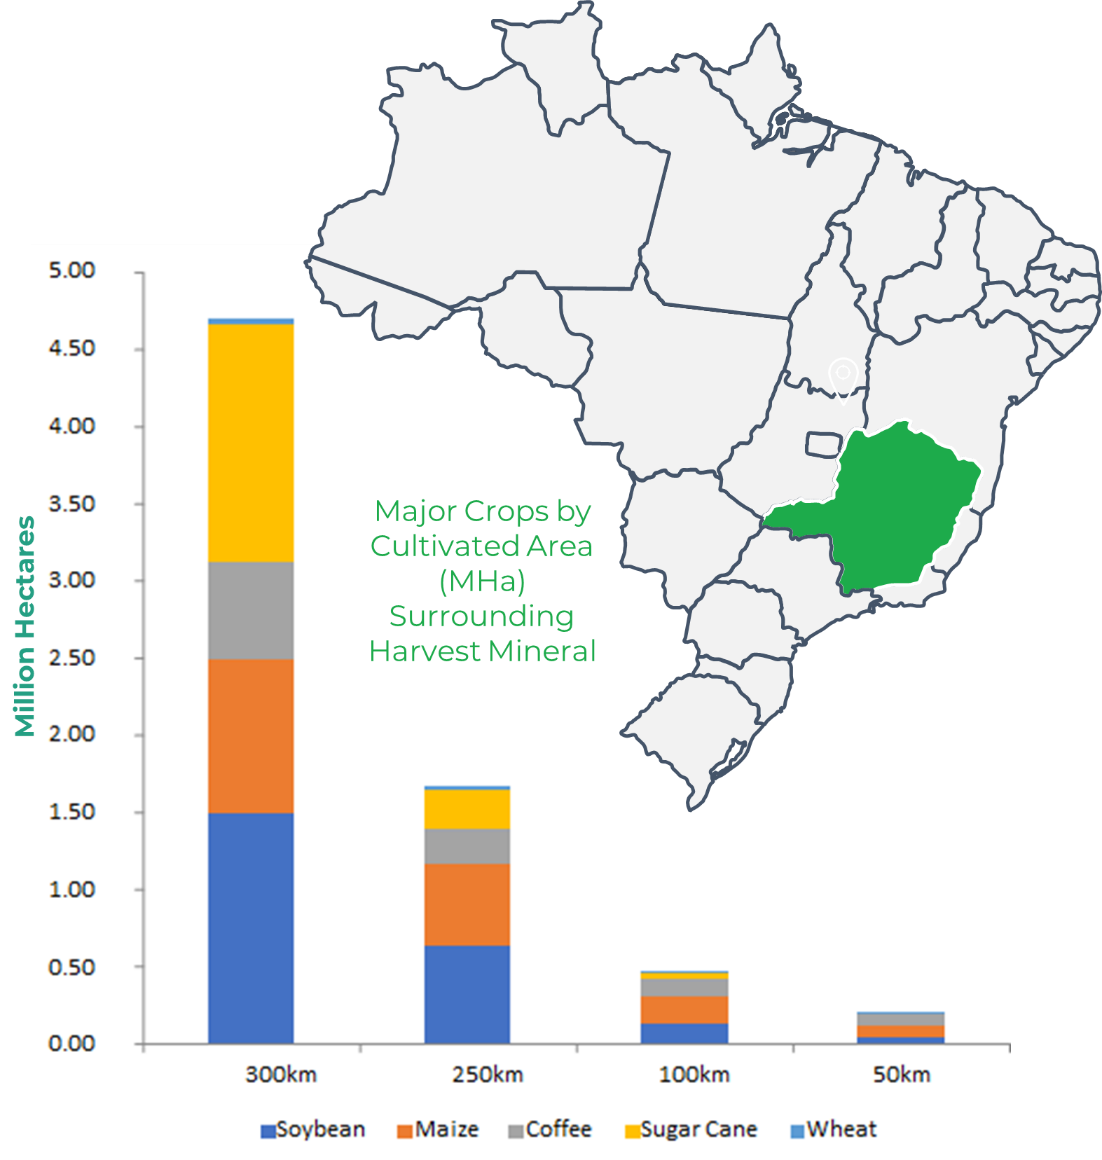 5.00
4.50
4.00
3.50
3.00
2.50
2.00
1.50
1.00
0.50
0.00
Million Hectares
Major Crops by
Cultivated Area
(MHa)
Surrounding
Harvest Mineral
300km
250km
100km
50km
Soybean
Maize
Coffee
Sugar Cane
Wheat